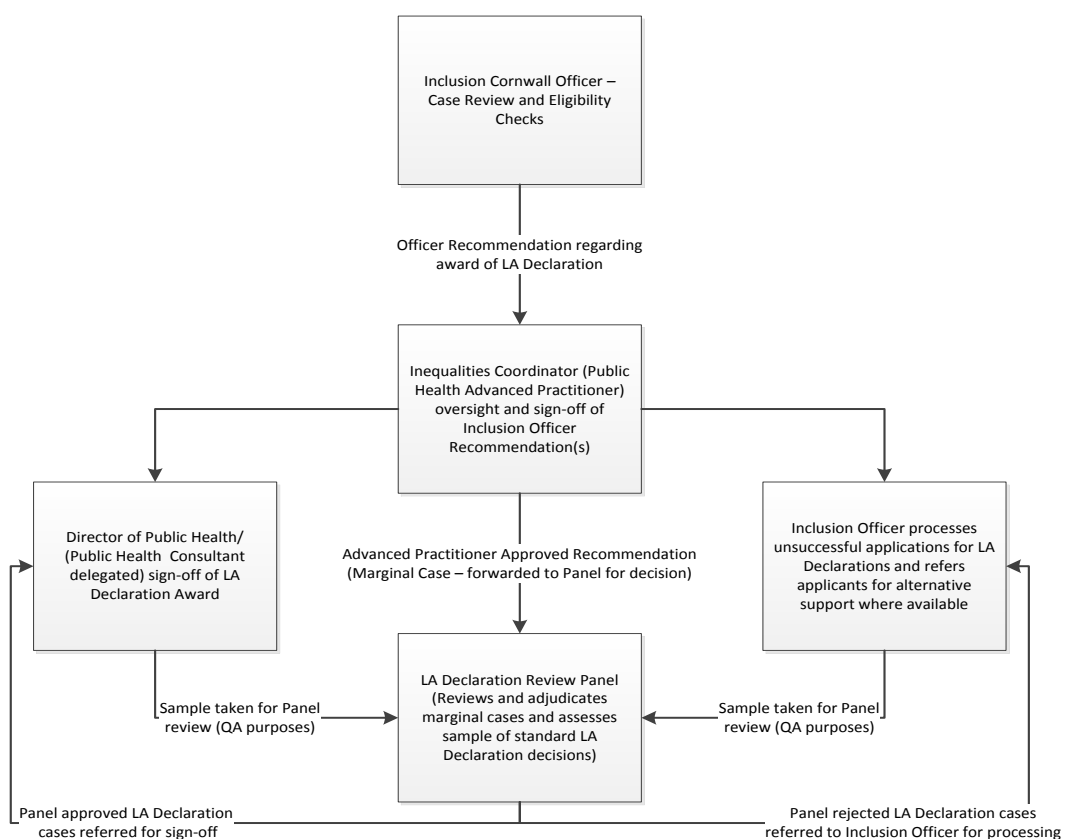 Inclusion Cornwall Officer –
Case Review and Eligibility
Checks
Officer Recommendation regarding
award of LA Declaration
Inequalities Coordinator (Public
Health Advanced Practitioner)
oversight and sign-off of
Inclusion Officer
Recommendation(s)
Director of Public Health/
(Public Health Consultant
delegated) sign-off of LA
Declaration Award
Advanced Practitioner Approved Recommendation
(Marginal Case – forwarded to Panel for decision)
Inclusion Officer processes
unsuccessful applications for LA
Declarations and refers
applicants for alternative
support where available
Sample taken for Panel
review (QA purposes)
LA Declaration Review Panel
(Reviews and adjudicates
marginal cases and assesses
sample of standard LA
Declaration decisions)
Sample taken for Panel
review (QA purposes)
Panel approved LA Declaration
cases referred for sign-off
Panel rejected LA Declaration cases
referred to Inclusion Officer for processing